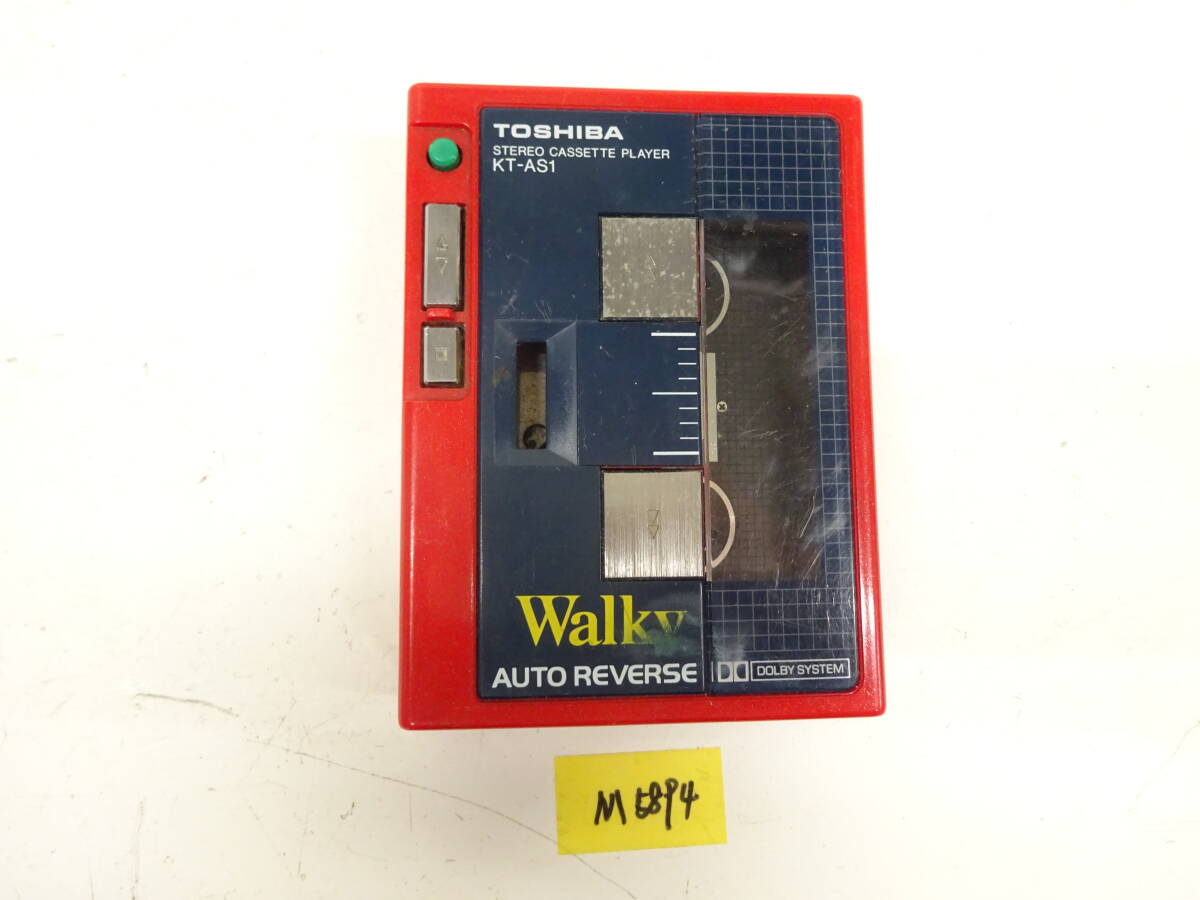 TOSHIBA
STEREO CASSETTE PLAYER
KT-AS1
Walky
AUTO REVERSE
DOLBY SYSTEM
M5894